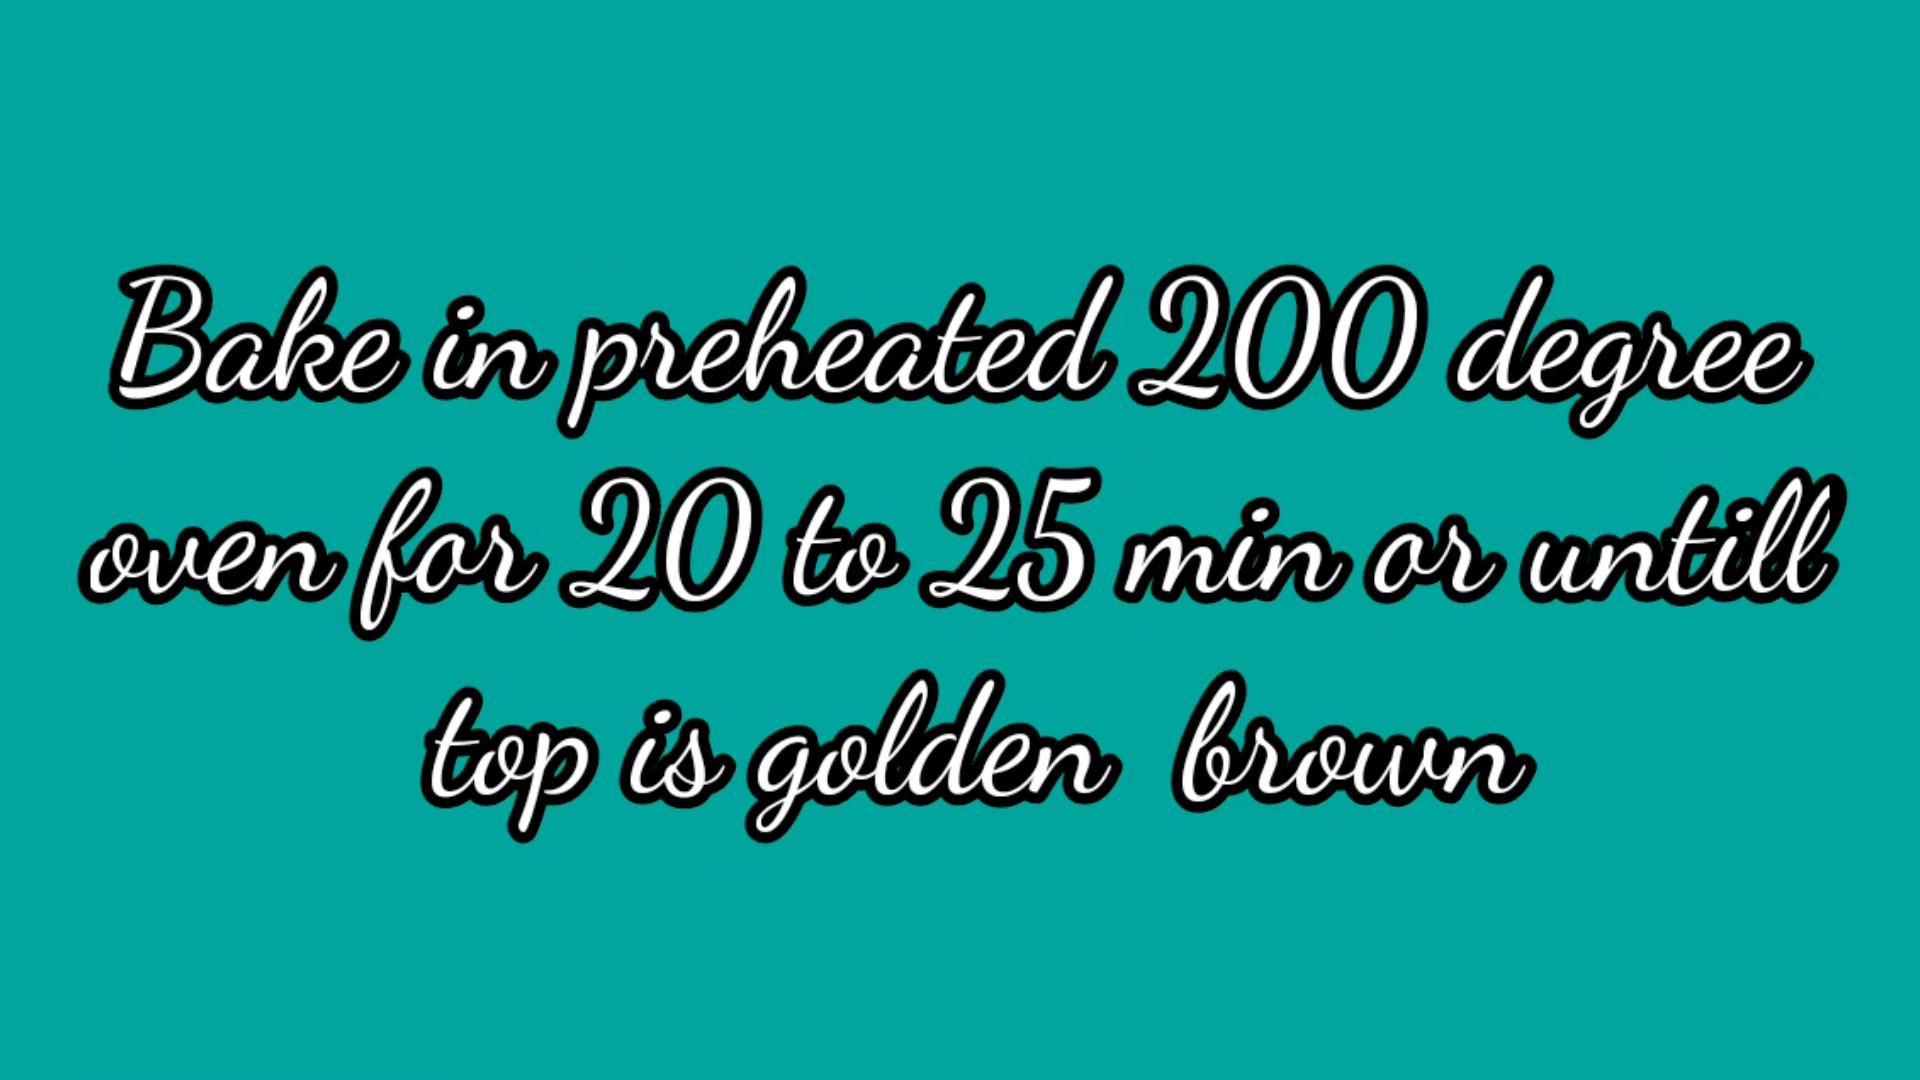 Bake in preheated 200 degree
oven for 20 to 25 min or untill
top is golden  brown